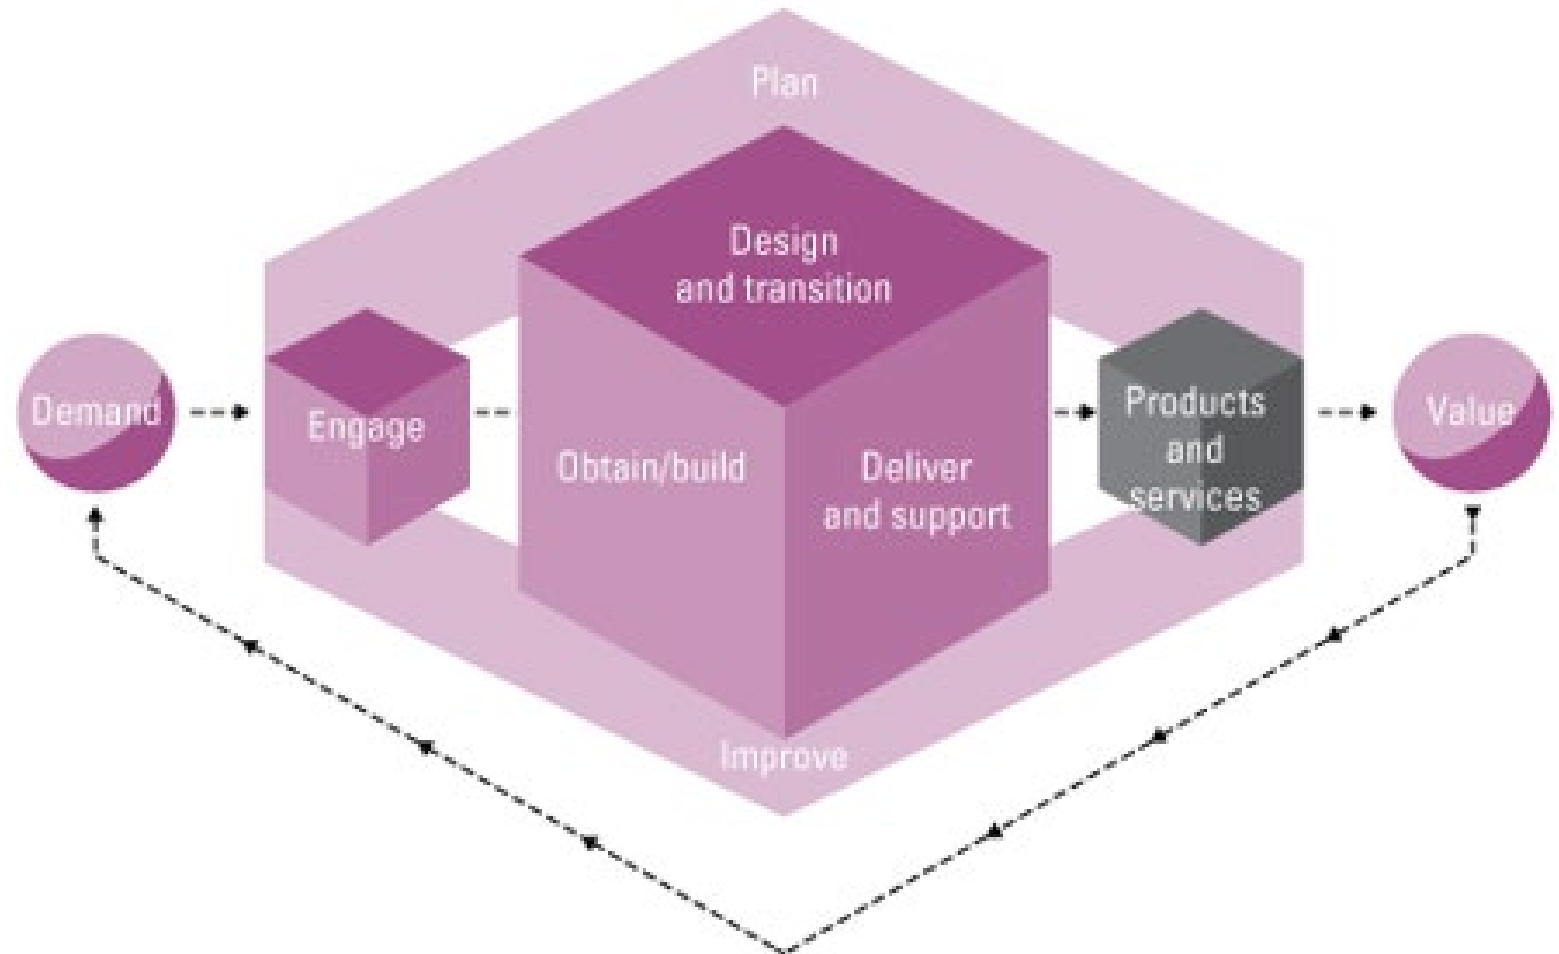 Plan
Design
and transition
Demand
Engage
Obtain/build
Deliver
and support
Products
and
services
Value
Improve